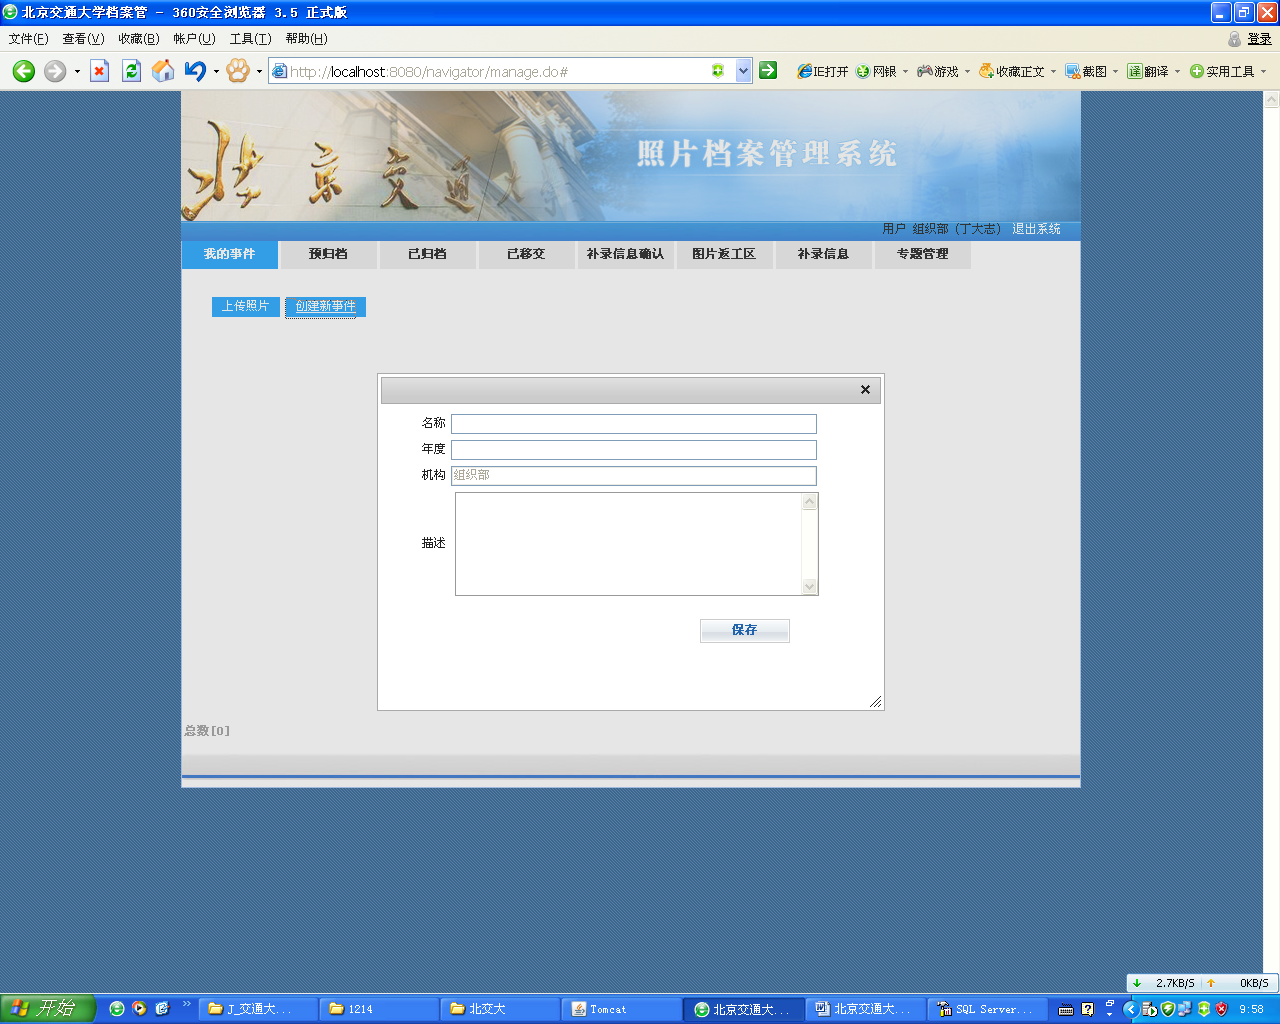 北京交通大学档案管 - 360安全浏览器 3.5 正式版
文件(F) 查看(V) 收藏(B) 帐户(U) 工具(T) 帮助(H) 登录
http://localhost:8080/navigator/manage.do# IE打开 网银 游戏 收藏正文 截图 翻译 实用工具
北京交通大
照片档案管理系统
用户 组织部（丁大志） 退出系统
我的事件 预归档 已归档 已移交 补录信息确认 图片返工区 补录信息 专题管理
上传照片 创建新事件
名称
年度
机构 组织部
描述
保存
总数[0]
2.7KB/S 0KB/S
开始 J_交通大... 1214 北交大 Tomcat 北京交通大... 北京交通大... SQL Server... 9:58